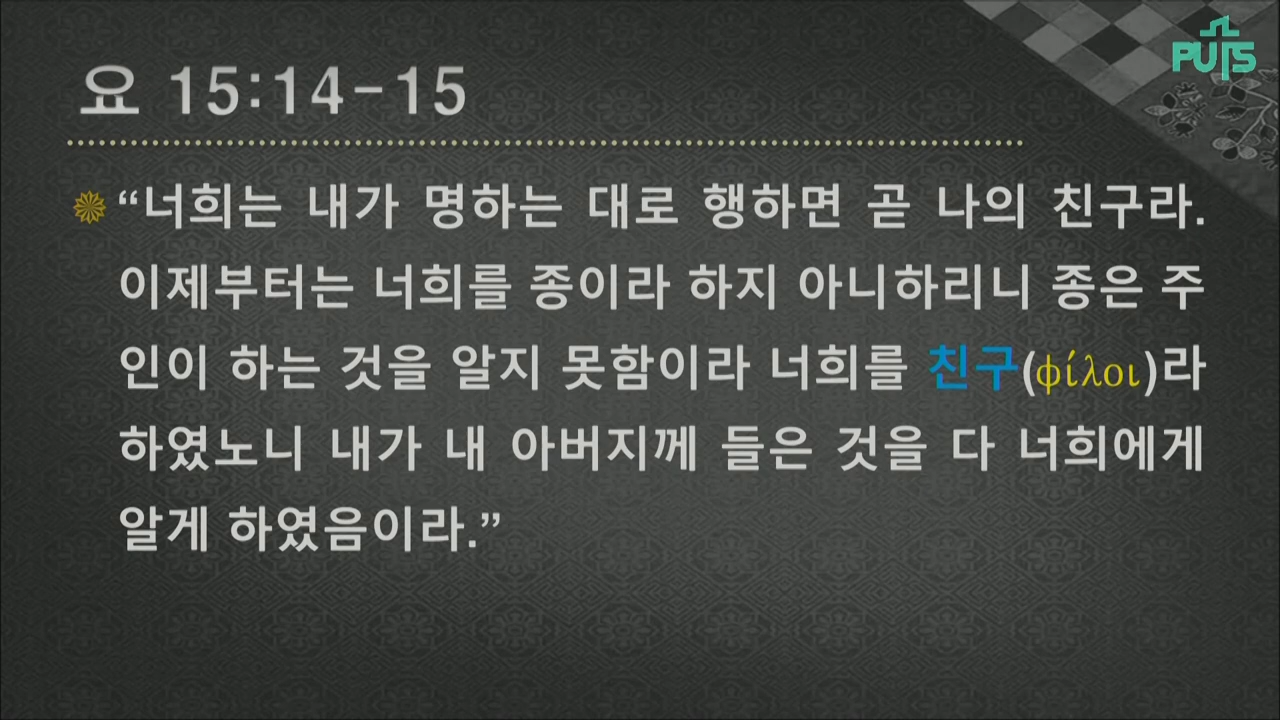 PUTS
요 15:14-15
“너희는 내가 명하는 대로 행하면 곧 나의 친구라.
이제부터는 너희를 종이라 하지 아니하리니 종은 주
인이 하는 것을 알지 못함이라 너희를 친구(φίλοι)라
하였노니 내가 내 아버지께 들은 것을 다 너희에게
알게 하였음이라.”